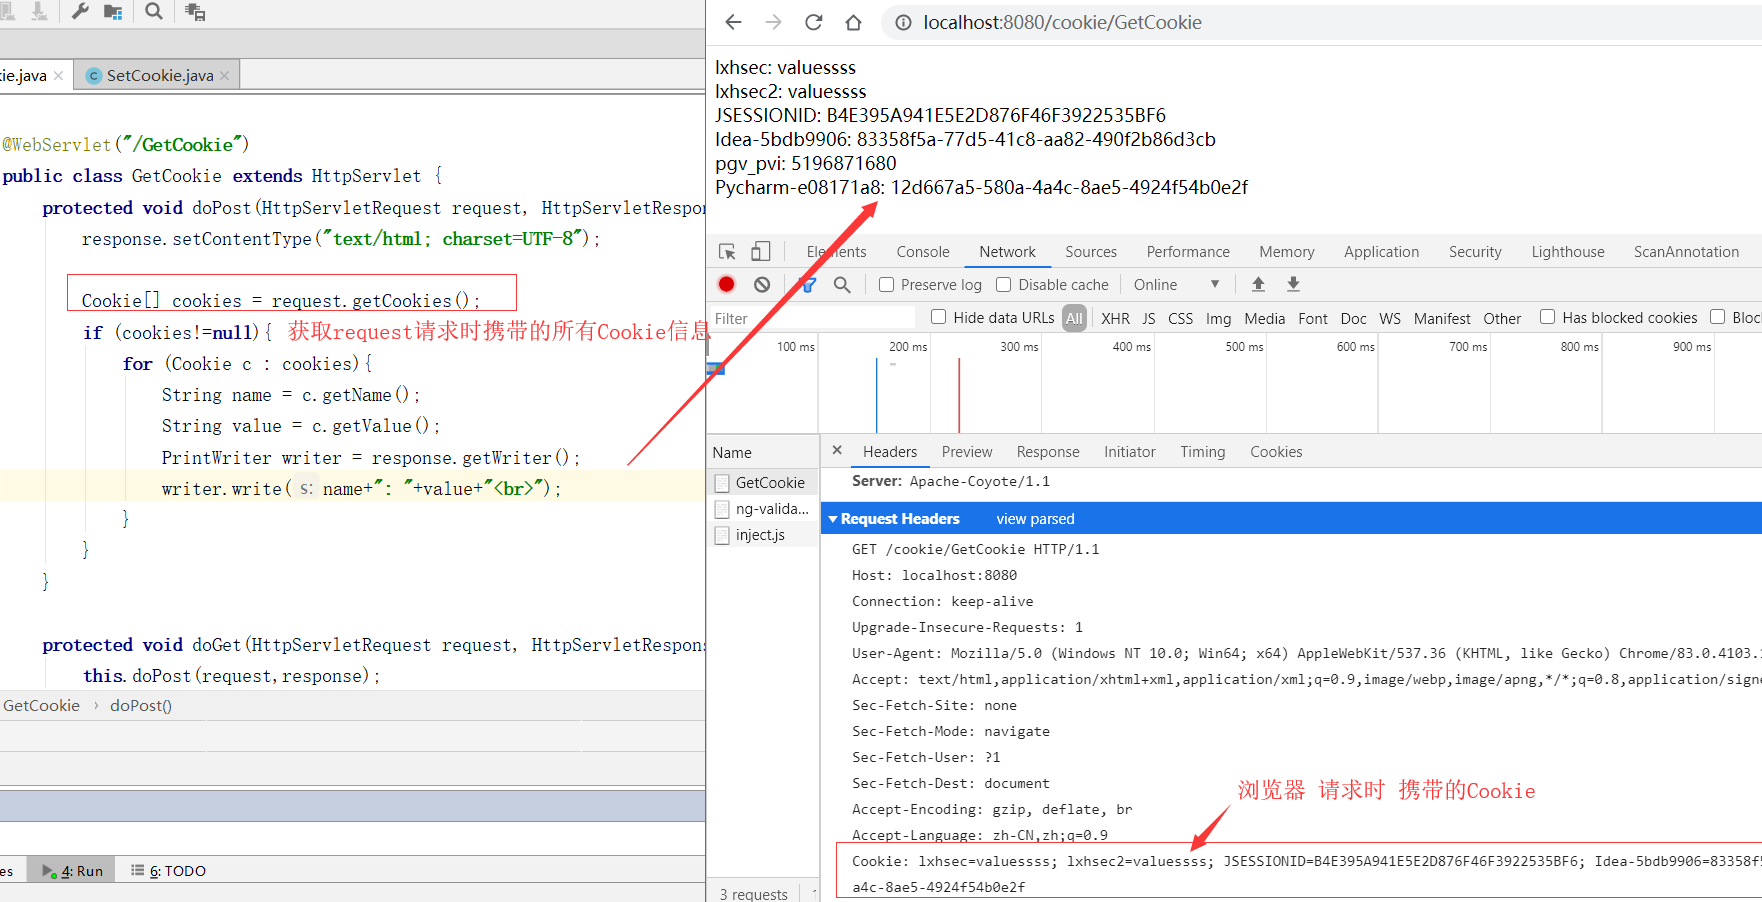 kie.java
SetCookie.java
@WebServlet("/GetCookie")
public class GetCookie extends HttpServlet {
protected void doPost(HttpServletRequest request, HttpServletRespon
response.setContentType("text/html; charset=UTF-8");
Cookie[] cookies = request.getCookies();
if (cookies!=null){ 获取request请求时携带的所有Cookie信息
for (Cookie c : cookies){
String name = c.getName();
String value = c.getValue();
PrintWriter writer = response.getWriter();
writer.write( s: name+": "+value+"<br>");
}
}
}
protected void doGet(HttpServletRequest request, HttpServletRespons
this.doPost(request,response);
GetCookie › doPost()
es
4: Run
6: TODO
localhost:8080/cookie/GetCookie
lxhsec: valuessss
lxhsec2: valuessss
JSESSIONID: B4E395A941E5E2D876F46F3922535BF6
Idea-5bdb9906: 83358f5a-77d5-41c8-aa82-490f2b86d3cb
pgv_pvi: 5196871680
Pycharm-e08171a8: 12d667a5-580a-4a4c-8ae5-4924f54b0e2f
Elements Console Network Sources Performance Memory Application Security Lighthouse ScanAnnotation
Preserve log Disable cache Online
Filter Hide data URLs All XHR JS CSS Img Media Font Doc WS Manifest Other Has blocked cookies Bloc
100 ms 200 ms 300 ms 400 ms 500 ms 600 ms 700 ms 800 ms 900 ms
Name
GetCookie
ng-valida...
inject.js
3 requests
Headers Preview Response Initiator Timing Cookies
Server: Apache-Coyote/1.1
Request Headers view parsed
GET /cookie/GetCookie HTTP/1.1
Host: localhost:8080
Connection: keep-alive
Upgrade-Insecure-Requests: 1
User-Agent: Mozilla/5.0 (Windows NT 10.0; Win64; x64) AppleWebKit/537.36 (KHTML, like Gecko) Chrome/83.0.4103.1
Accept: text/html,application/xhtml+xml,application/xml;q=0.9,image/webp,image/apng,*/*;q=0.8,application/signe
Sec-Fetch-Site: none
Sec-Fetch-Mode: navigate
Sec-Fetch-User: ?1
Sec-Fetch-Dest: document
浏览器 请求时 携带的Cookie
Accept-Encoding: gzip, deflate, br
Accept-Language: zh-CN,zh;q=0.9
Cookie: lxhsec=valuessss; lxhsec2=valuessss; JSESSIONID=B4E395A941E5E2D876F46F3922535BF6; Idea-5bdb9906=83358f5
a4c-8ae5-4924f54b0e2f